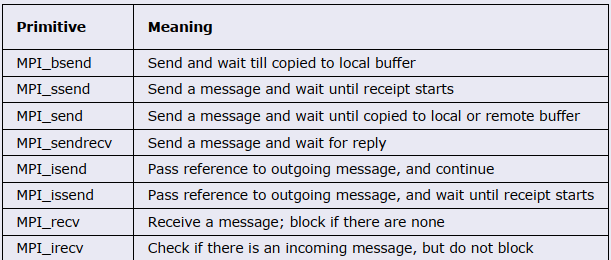 Primitive Meaning
MPI_bsend Send and wait till copied to local buffer
MPI_ssend Send a message and wait until receipt starts
MPI_send Send a message and wait until copied to local or remote buffer
MPI_sendrecv Send a message and wait for reply
MPI_isend Pass reference to outgoing message, and continue
MPI_issend Pass reference to outgoing message, and wait until receipt starts
MPI_recv Receive a message; block if there are none
MPI_irecv Check if there is an incoming message, but do not block